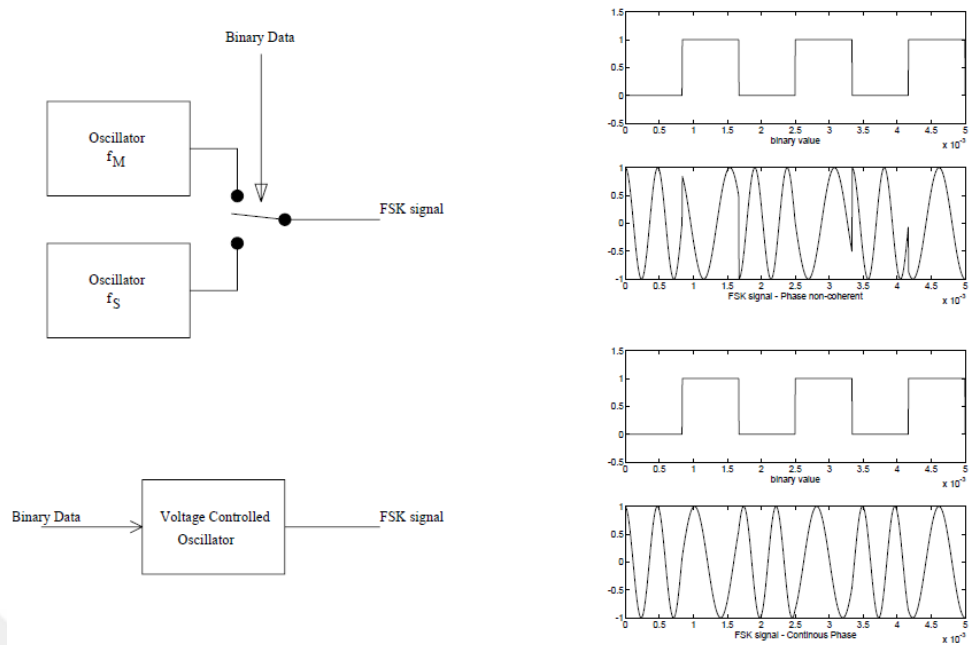 Binary Data
Oscillator
f_M
FSK signal
Oscillator
f_S
Binary Data
Voltage Controlled
Oscillator
FSK signal
1.5
1
0.5
0
-0.5
0 0.5 1 1.5 2 2.5 3 3.5 4 4.5 5
binary value
x 10^-3
1
0.5
0
-0.5
-1
0 0.5 1 1.5 2 2.5 3 3.5 4 4.5 5
FSK signal - Phase non-coherent
x 10^-3
1.5
1
0.5
0
-0.5
0 0.5 1 1.5 2 2.5 3 3.5 4 4.5 5
binary value
x 10^-3
1
0.5
0
-0.5
-1
0 0.5 1 1.5 2 2.5 3 3.5 4 4.5 5
FSK signal - Continous Phase
x 10^-3